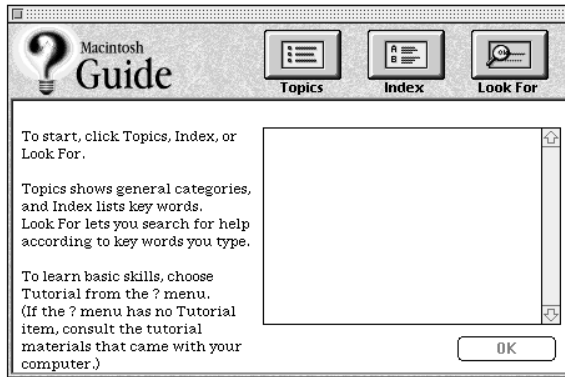 Macintosh
Guide
Topics
Index
Look For
To start, click Topics, Index, or
Look For.
Topics shows general categories,
and Index lists key words.
Look For lets you search for help
according to key words you type.
To learn basic skills, choose
Tutorial from the ? menu.
(If the ? menu has no Tutorial
item, consult the tutorial
materials that came with your
computer.)
OK